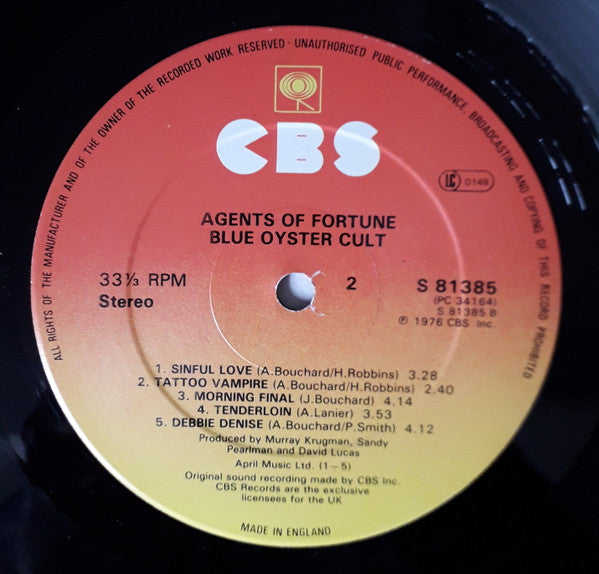 ALL RIGHTS OF THE MANUFACTURER AND OF THE OWNER OF THE RECORDED WORK RESERVED · UNAUTHORISED PUBLIC PERFORMANCE, BROADCASTING AND COPYING OF THIS RECORD PROHIBITED
CBS
LC 0149
AGENTS OF FORTUNE
BLUE OYSTER CULT
33⅓ RPM
Stereo
2
S 81385
(PC 34164)
S 81385 B
℗ 1976 CBS Inc.
1. SINFUL LOVE (A.Bouchard/H.Robbins) 3.28
2. TATTOO VAMPIRE (A.Bouchard/H.Robbins) 2.40
3. MORNING FINAL (J.Bouchard) 4.14
4. TENDERLOIN (A.Lanier) 3.53
5. DEBBIE DENISE (A.Bouchard/P.Smith) 4.12
Produced by Murray Krugman, Sandy
Pearlman and David Lucas
April Music Ltd. (1–5)
Original sound recording made by CBS Inc.
CBS Records are the exclusive
licensees for the UK
MADE IN ENGLAND